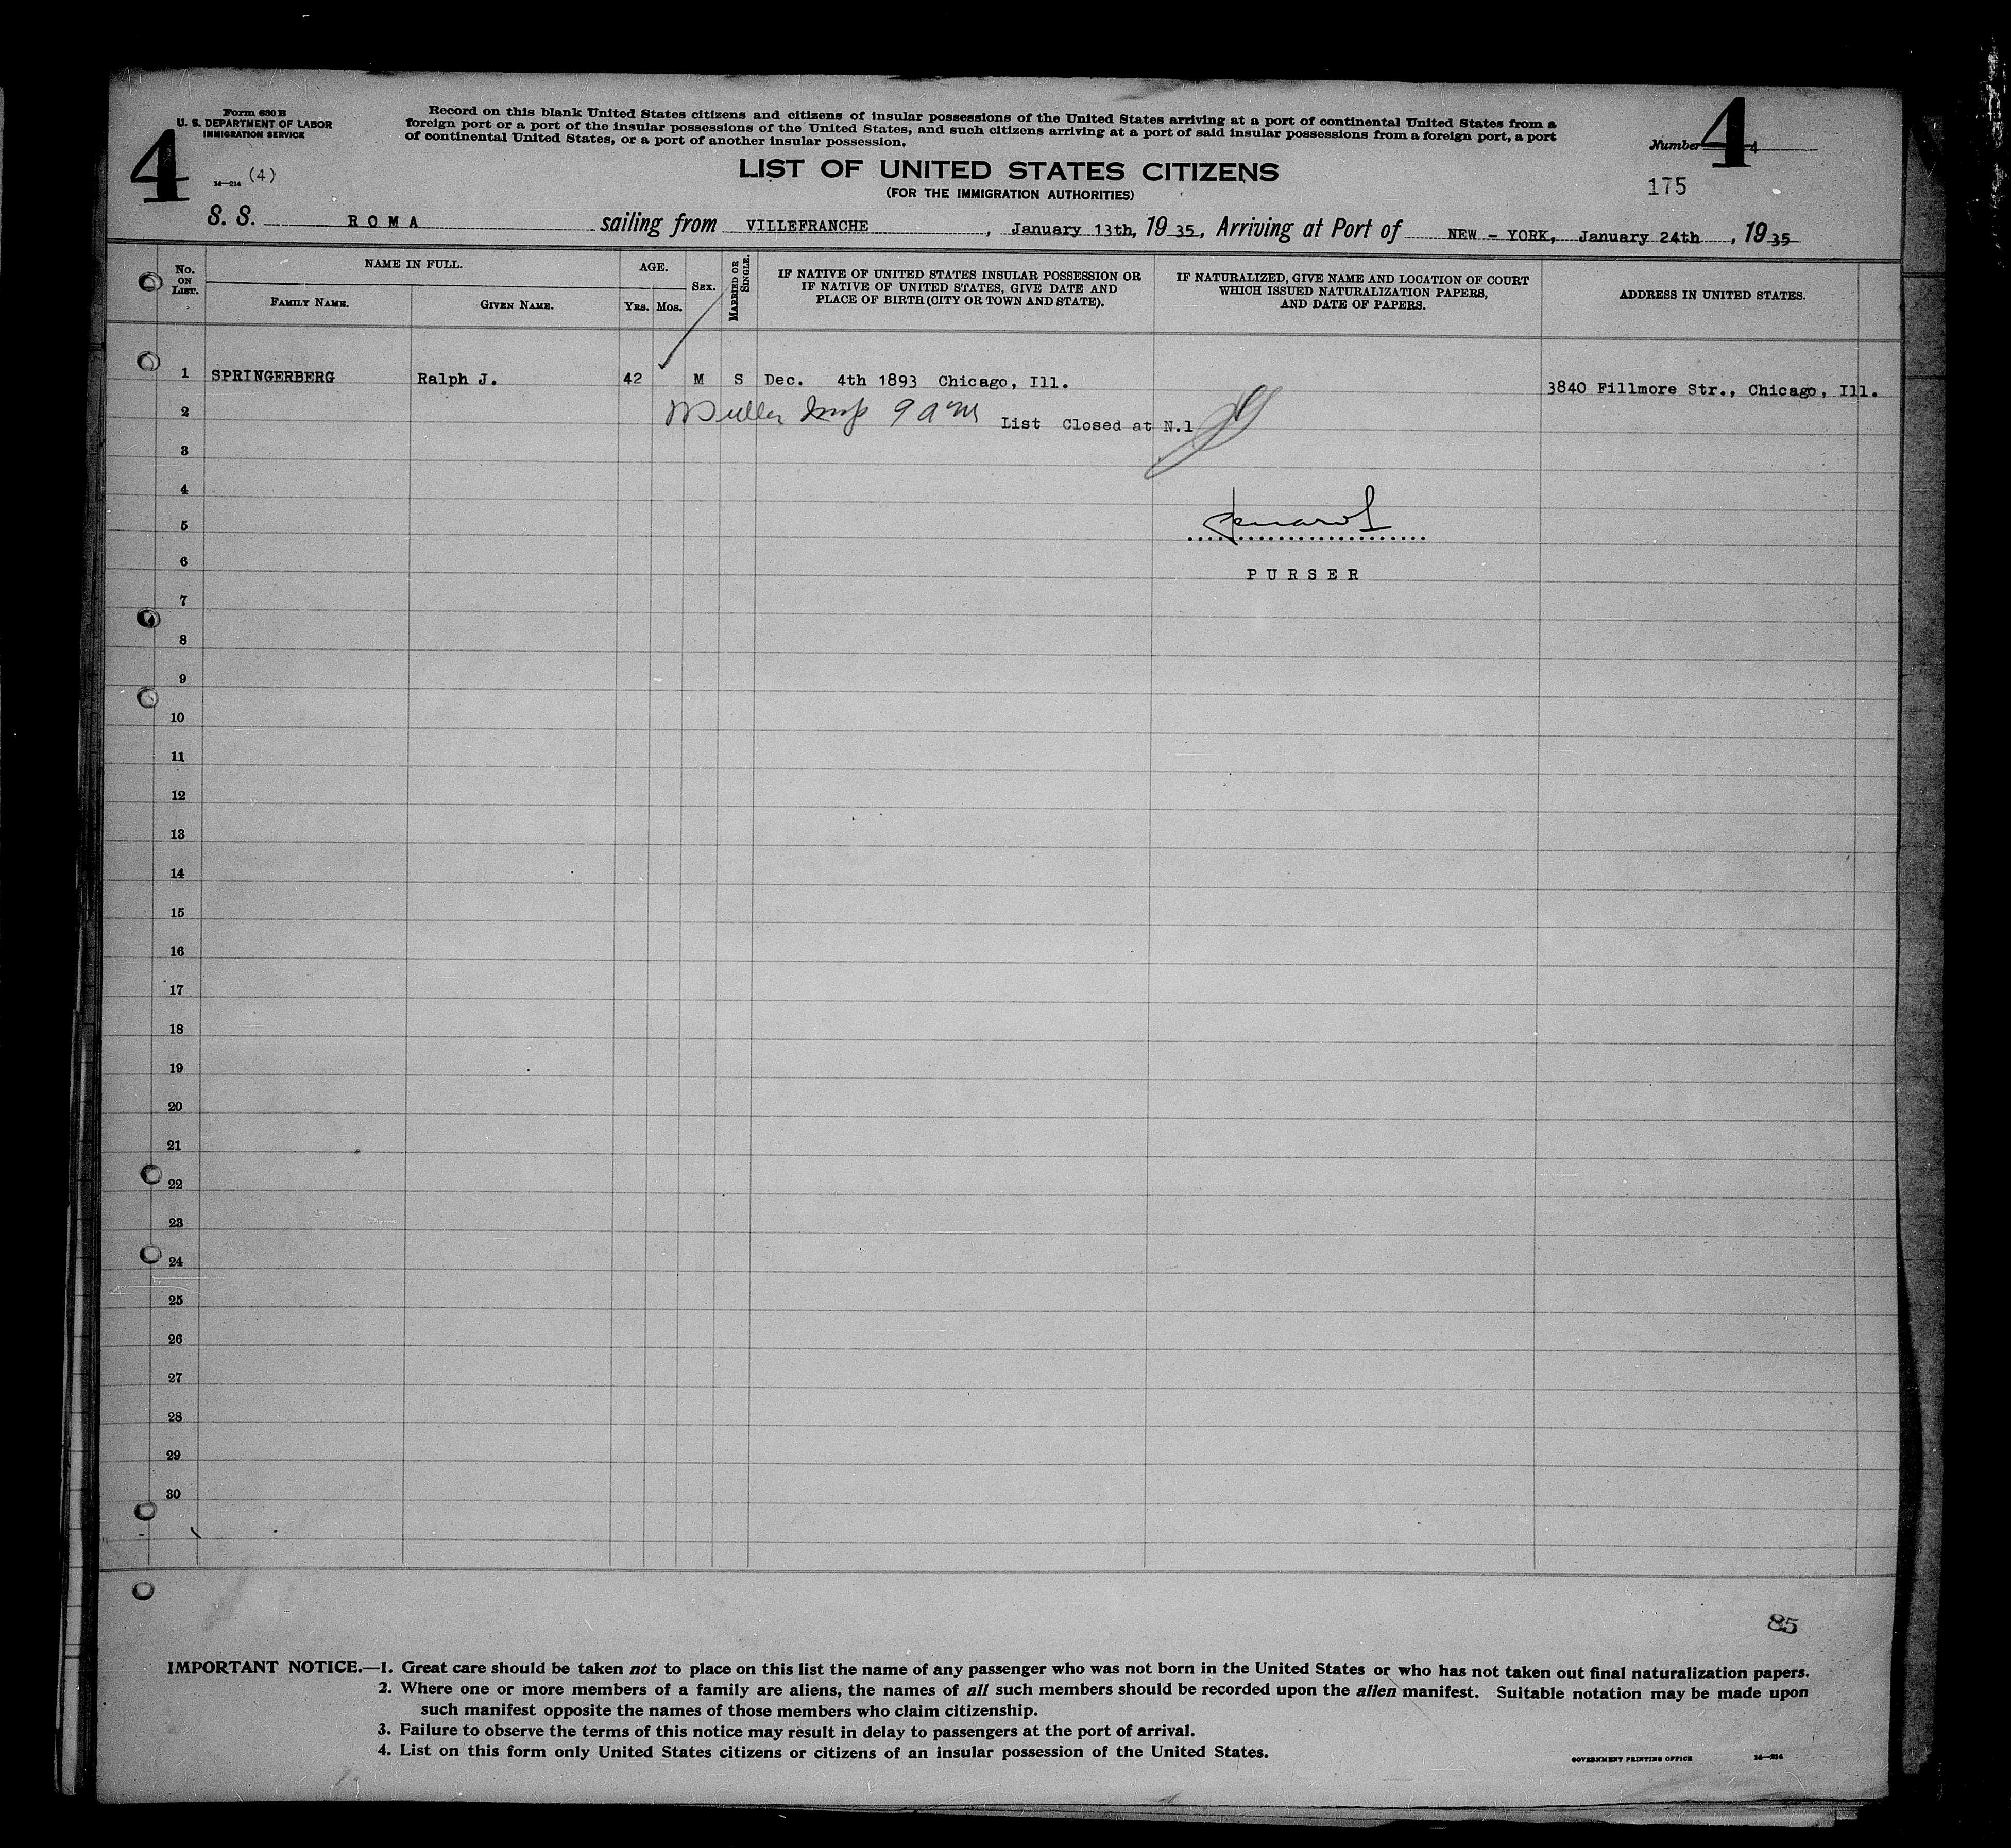 Form 630 B
U. S. DEPARTMENT OF LABOR
IMMIGRATION SERVICE
4
14—214 (4)
Record on this blank United States citizens and citizens of insular possessions of the United States arriving at a port of continental United States from a
foreign port or a port of the insular possessions of the United States, and such citizens arriving at a port of said insular possessions from a foreign port, a port
of continental United States, or a port of another insular possession.
Number 4
4
175
LIST OF UNITED STATES CITIZENS
(FOR THE IMMIGRATION AUTHORITIES)
S. S. ROMA sailing from VILLEFRANCHE, January 13th, 1935, Arriving at Port of NEW - YORK, January 24th, 1935
No. ON LIST.
NAME IN FULL.
FAMILY NAME. GIVEN NAME.
AGE.
YRS. MOS.
SEX.
MARRIED OR SINGLE.
IF NATIVE OF UNITED STATES INSULAR POSSESSION OR
IF NATIVE OF UNITED STATES, GIVE DATE AND
PLACE OF BIRTH (CITY OR TOWN AND STATE).
IF NATURALIZED, GIVE NAME AND LOCATION OF COURT
WHICH ISSUED NATURALIZATION PAPERS,
AND DATE OF PAPERS.
ADDRESS IN UNITED STATES.
1 SPRINGERBERG Ralph J. 42 M S Dec. 4th 1893 Chicago, Ill. 3840 Fillmore Str., Chicago, Ill.
2 List Closed at N.1
3
4
5
6 PURSER
7
8
9
10
11
12
13
14
15
16
17
18
19
20
21
22
23
24
25
26
27
28
29
30
85
IMPORTANT NOTICE.—1. Great care should be taken not to place on this list the name of any passenger who was not born in the United States or who has not taken out final naturalization papers.
2. Where one or more members of a family are aliens, the names of all such members should be recorded upon the alien manifest. Suitable notation may be made upon
such manifest opposite the names of those members who claim citizenship.
3. Failure to observe the terms of this notice may result in delay to passengers at the port of arrival.
4. List on this form only United States citizens or citizens of an insular possession of the United States.
GOVERNMENT PRINTING OFFICE 14—214